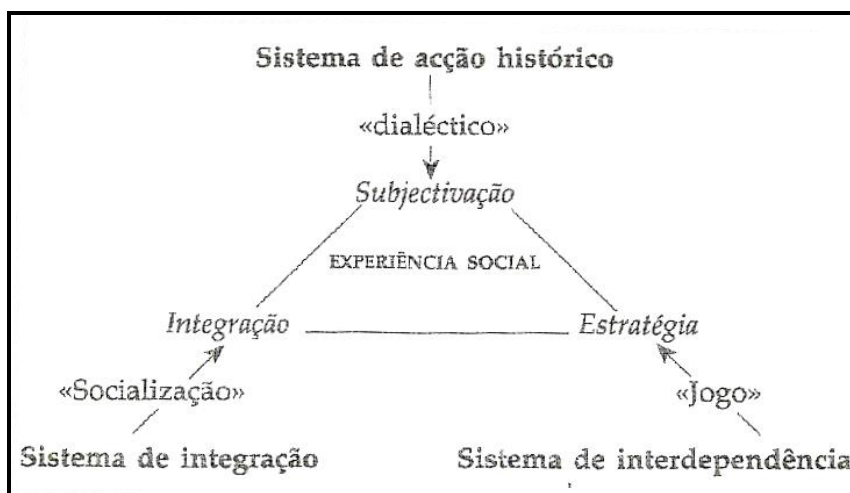 Sistema de acção histórico
«dialéctico»
Subjectivação
EXPERIÊNCIA SOCIAL
Integração
Estratégia
«Socialização»
«Jogo»
Sistema de integração
Sistema de interdependência